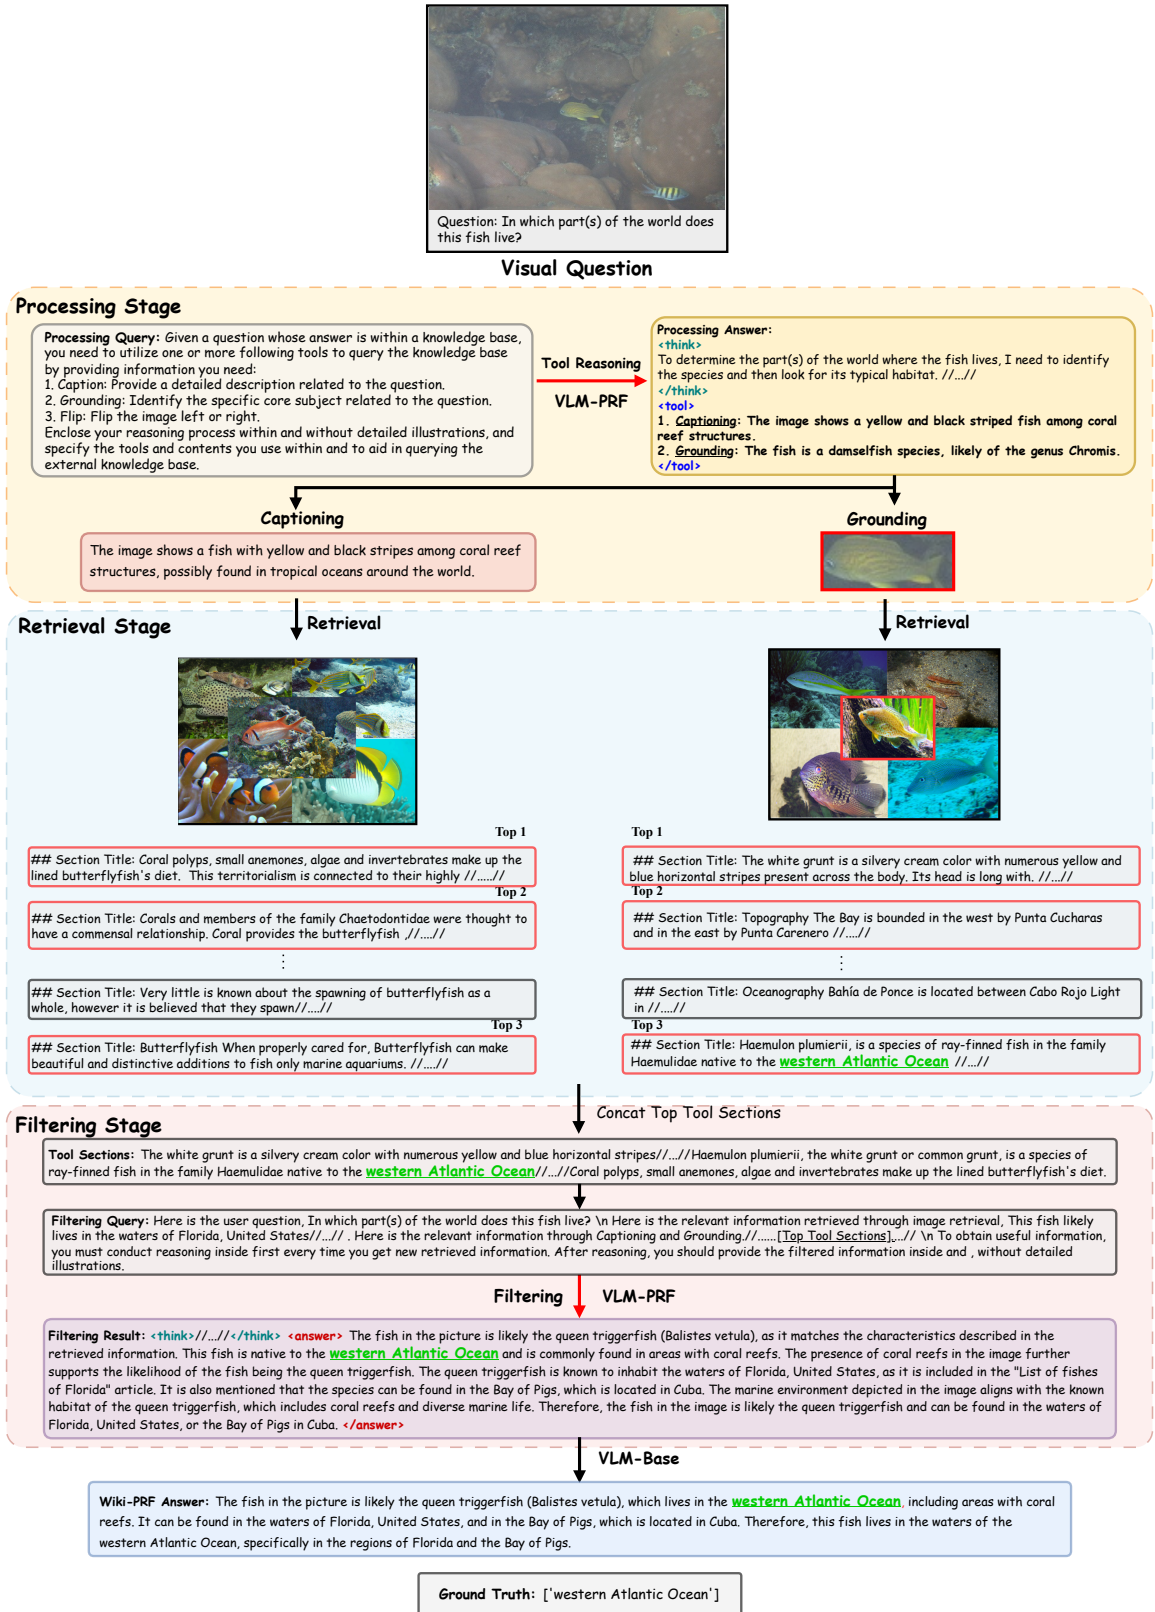 Question: In which part(s) of the world does
this fish live?
Visual Question
Processing Stage
Processing Query: Given a question whose answer is within a knowledge base,
you need to utilize one or more following tools to query the knowledge base
by providing information you need:
1. Caption: Provide a detailed description related to the question.
2. Grounding: Identify the specific core subject related to the question.
3. Flip: Flip the image left or right.
Enclose your reasoning process within and without detailed illustrations, and
specify the tools and contents you use within and to aid in querying the
external knowledge base.
Tool Reasoning
VLM-PRF
Processing Answer:
<think>
To determine the part(s) of the world where the fish lives, I need to identify
the species and then look for its typical habitat. //...//
</think>
<tool>
1. Captioning: The image shows a yellow and black striped fish among coral
reef structures.
2. Grounding: The fish is a damselfish species, likely of the genus Chromis.
</tool>
Captioning
The image shows a fish with yellow and black stripes among coral reef
structures, possibly found in tropical oceans around the world.
Grounding
Retrieval Stage
Retrieval
Retrieval
Top 1
## Section Title: Coral polyps, small anemones, algae and invertebrates make up the
lined butterflyfish's diet. This territorialism is connected to their highly //.....//
Top 2
## Section Title: Corals and members of the family Chaetodontidae were thought to
have a commensal relationship. Coral provides the butterflyfish ,//....//
⋮
## Section Title: Very little is known about the spawning of butterflyfish as a
whole, however it is believed that they spawn//....//
Top 3
## Section Title: Butterflyfish When properly cared for, Butterflyfish can make
beautiful and distinctive additions to fish only marine aquariums. //....//
Top 1
## Section Title: The white grunt is a silvery cream color with numerous yellow and
blue horizontal stripes present across the body. Its head is long with. //...//
Top 2
## Section Title: Topography The Bay is bounded in the west by Punta Cucharas
and in the east by Punta Carenero //....//
⋮
## Section Title: Oceanography Bahía de Ponce is located between Cabo Rojo Light
in //....//
Top 3
## Section Title: Haemulon plumierii, is a species of ray-finned fish in the family
Haemulidae native to the western Atlantic Ocean //...//
Concat Top Tool Sections
Filtering Stage
Tool Sections: The white grunt is a silvery cream color with numerous yellow and blue horizontal stripes//...//Haemulon plumierii, the white grunt or common grunt, is a species of
ray-finned fish in the family Haemulidae native to the western Atlantic Ocean//...//Coral polyps, small anemones, algae and invertebrates make up the lined butterflyfish's diet.
Filtering Query: Here is the user question, In which part(s) of the world does this fish live? \n Here is the relevant information retrieved through image retrieval, This fish likely
lives in the waters of Florida, United States//...// . Here is the relevant information through Captioning and Grounding.//......[Top Tool Sections]....// \n To obtain useful information,
you must conduct reasoning inside first every time you get new retrieved information. After reasoning, you should provide the filtered information inside and , without detailed
illustrations.
Filtering VLM-PRF
Filtering Result: <think>//...//</think> <answer> The fish in the picture is likely the queen triggerfish (Balistes vetula), as it matches the characteristics described in the
retrieved information. This fish is native to the western Atlantic Ocean and is commonly found in areas with coral reefs. The presence of coral reefs in the image further
supports the likelihood of the fish being the queen triggerfish. The queen triggerfish is known to inhabit the waters of Florida, United States, as it is included in the "List of fishes
of Florida" article. It is also mentioned that the species can be found in the Bay of Pigs, which is located in Cuba. The marine environment depicted in the image aligns with the known
habitat of the queen triggerfish, which includes coral reefs and diverse marine life. Therefore, the fish in the image is likely the queen triggerfish and can be found in the waters of
Florida, United States, or the Bay of Pigs in Cuba. </answer>
VLM-Base
Wiki-PRF Answer: The fish in the picture is likely the queen triggerfish (Balistes vetula), which lives in the western Atlantic Ocean, including areas with coral
reefs. It can be found in the waters of Florida, United States, and in the Bay of Pigs, which is located in Cuba. Therefore, this fish lives in the waters of the
western Atlantic Ocean, specifically in the regions of Florida and the Bay of Pigs.
Ground Truth: ['western Atlantic Ocean']